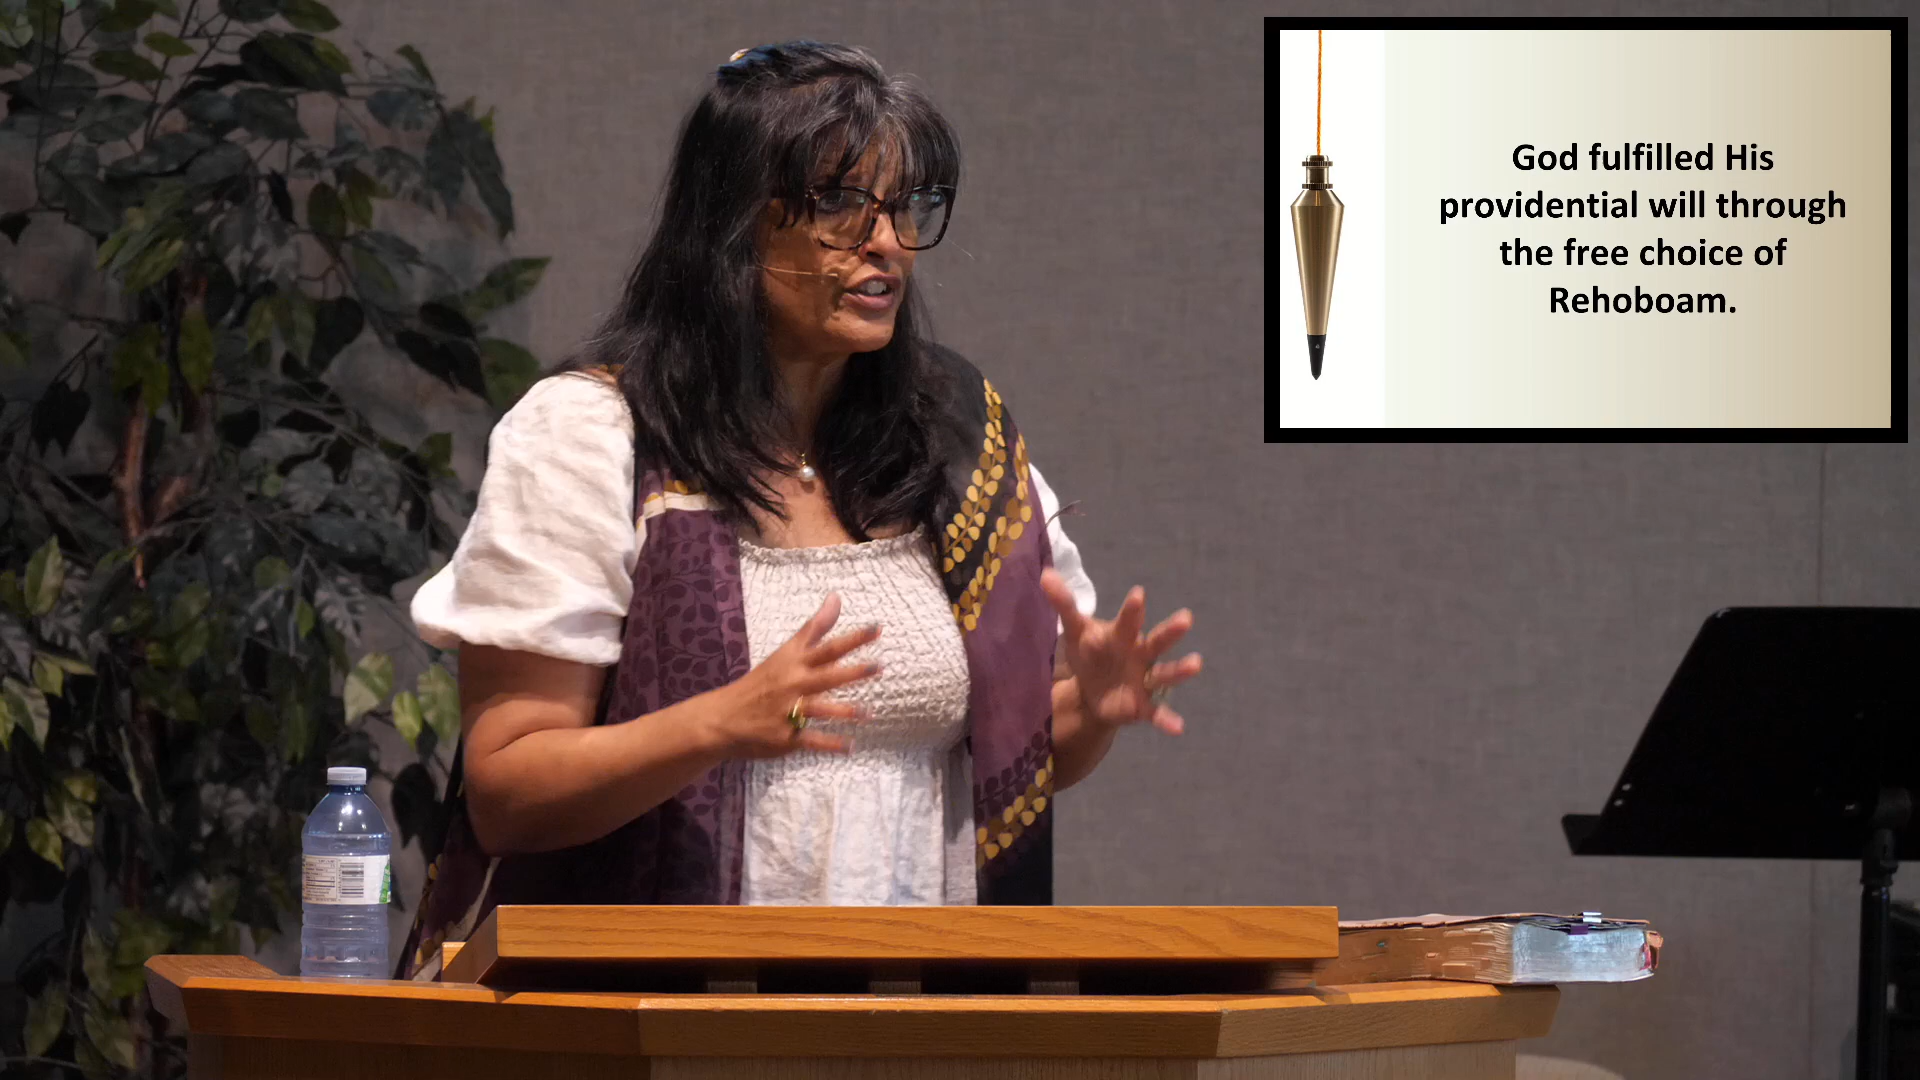 God fulfilled His
providential will through
the free choice of
Rehoboam.